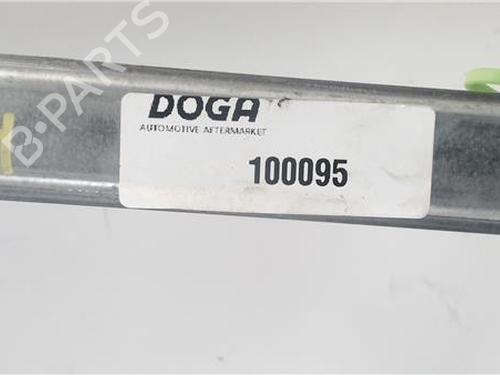 DOGA
AUTOMOTIVE AFTERMARKET
100095
B-PARTS